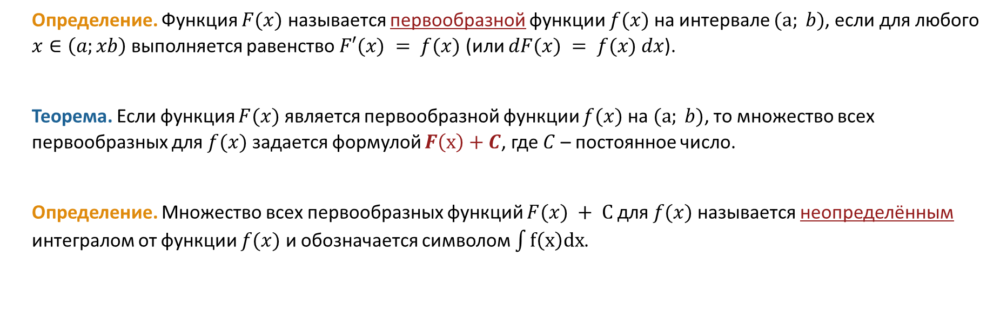 Определение. Функция F(x) называется первообразной функции f(x) на интервале (a; b), если для любого
x ∈ (a; xb) выполняется равенство F′(x) = f(x) (или dF(x) = f(x) dx).
Теорема. Если функция F(x) является первообразной функции f(x) на (a; b), то множество всех
первообразных для f(x) задается формулой F(x) + C, где C – постоянное число.
Определение. Множество всех первообразных функций F(x) + C для f(x) называется неопределённым
интегралом от функции f(x) и обозначается символом ∫ f(x)dx.